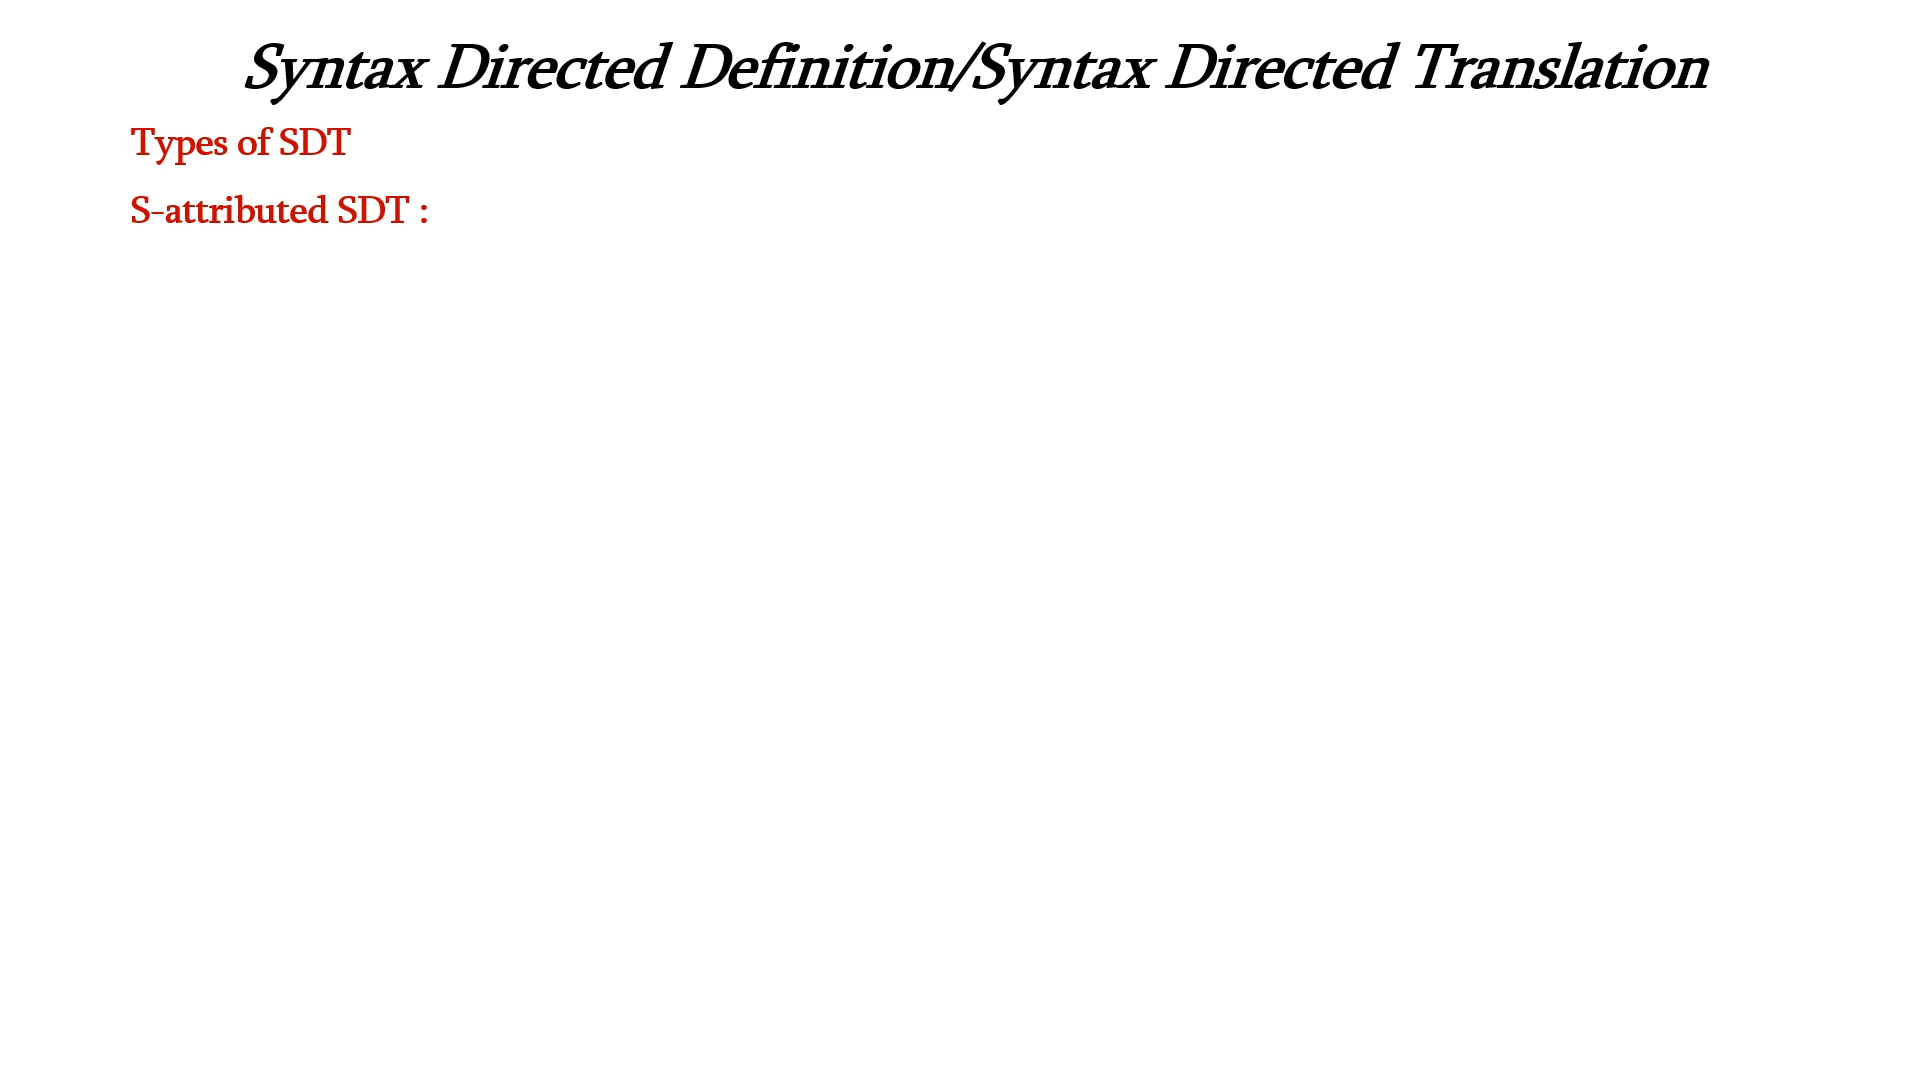 Syntax Directed Definition/Syntax Directed Translation
Types of SDT
S-attributed SDT :